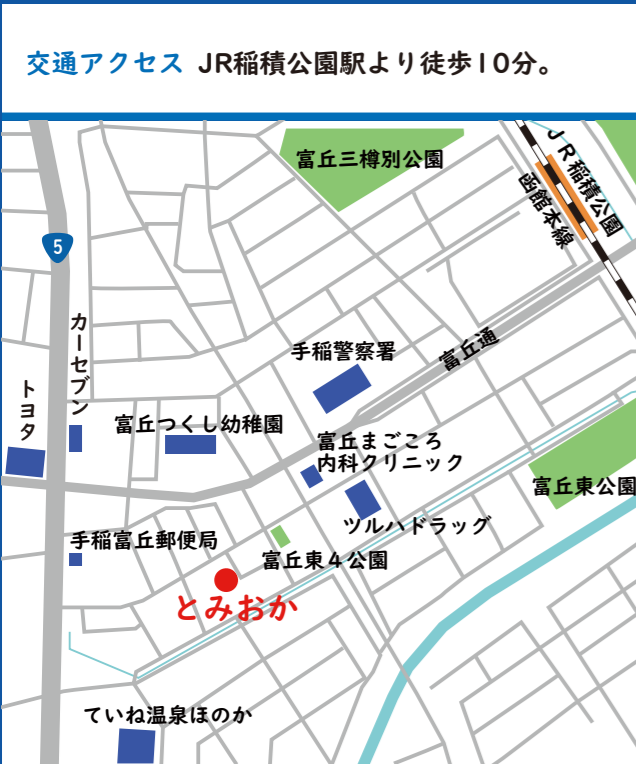 交通アクセス JR稲積公園駅より徒歩10分。
富丘三樽別公園
JR稲積公園
函館本線
5
カーセブン
トヨタ
手稲警察署
富丘通
富丘つくし幼稚園
富丘まごころ
内科クリニック
富丘東公園
ツルハドラッグ
手稲富丘郵便局
富丘東4公園
とみおか
ていね温泉ほのか